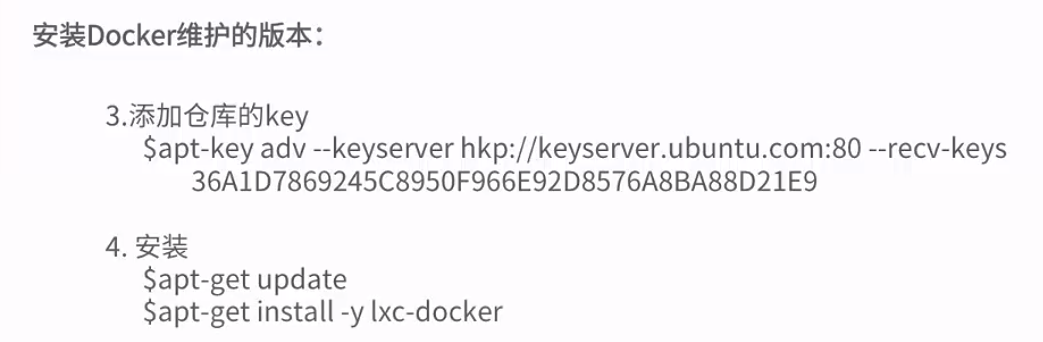 安装Docker维护的版本：
3.添加仓库的key
$apt-key adv --keyserver hkp://keyserver.ubuntu.com:80 --recv-keys
36A1D7869245C8950F966E92D8576A8BA88D21E9
4. 安装
$apt-get update
$apt-get install -y lxc-docker